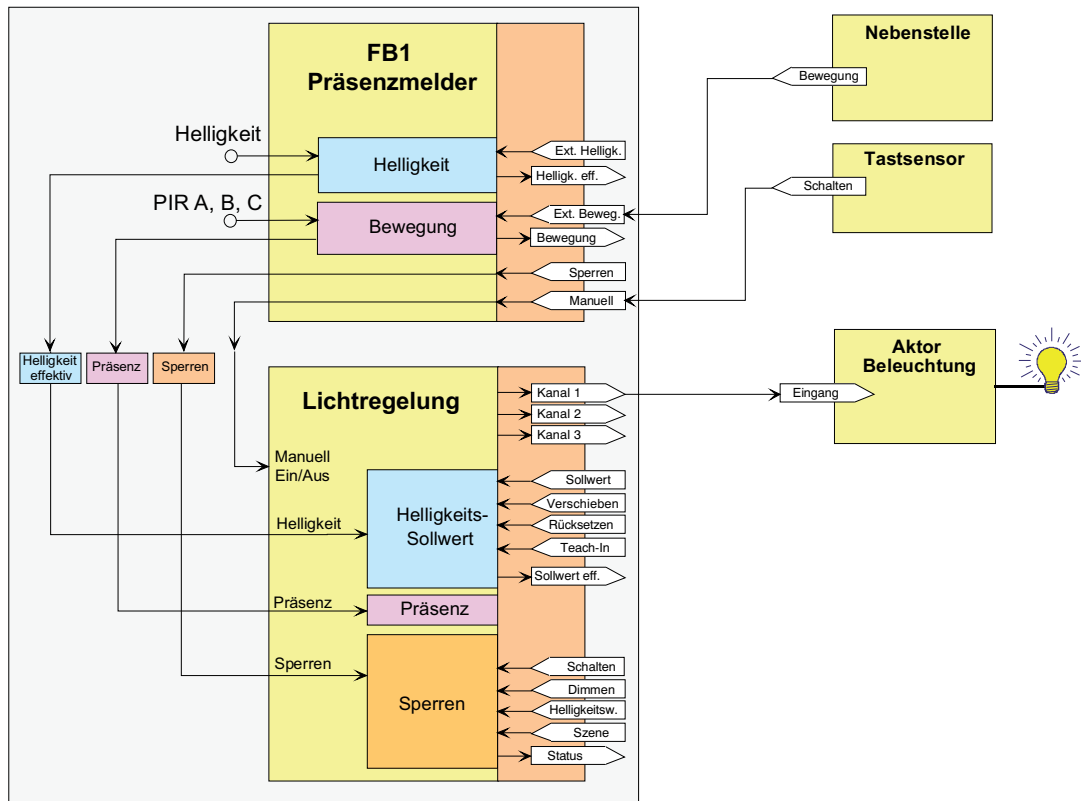 FB1
Präsenzmelder
Nebenstelle
Bewegung
Helligkeit
Helligkeit
Ext. Helligk.
Helligk. eff.
Tastsensor
Schalten
PIR A, B, C
Bewegung
Ext. Beweg.
Bewegung
Sperren
Manuell
Helligkeit
effektiv
Präsenz
Sperren
Aktor
Beleuchtung
Eingang
Lichtregelung
Kanal 1
Kanal 2
Kanal 3
Manuell
Ein/Aus
Helligkeit
Helligkeits-
Sollwert
Sollwert
Verschieben
Rücksetzen
Teach-In
Sollwert eff.
Präsenz
Präsenz
Sperren
Sperren
Schalten
Dimmen
Helligkeitsw.
Szene
Status